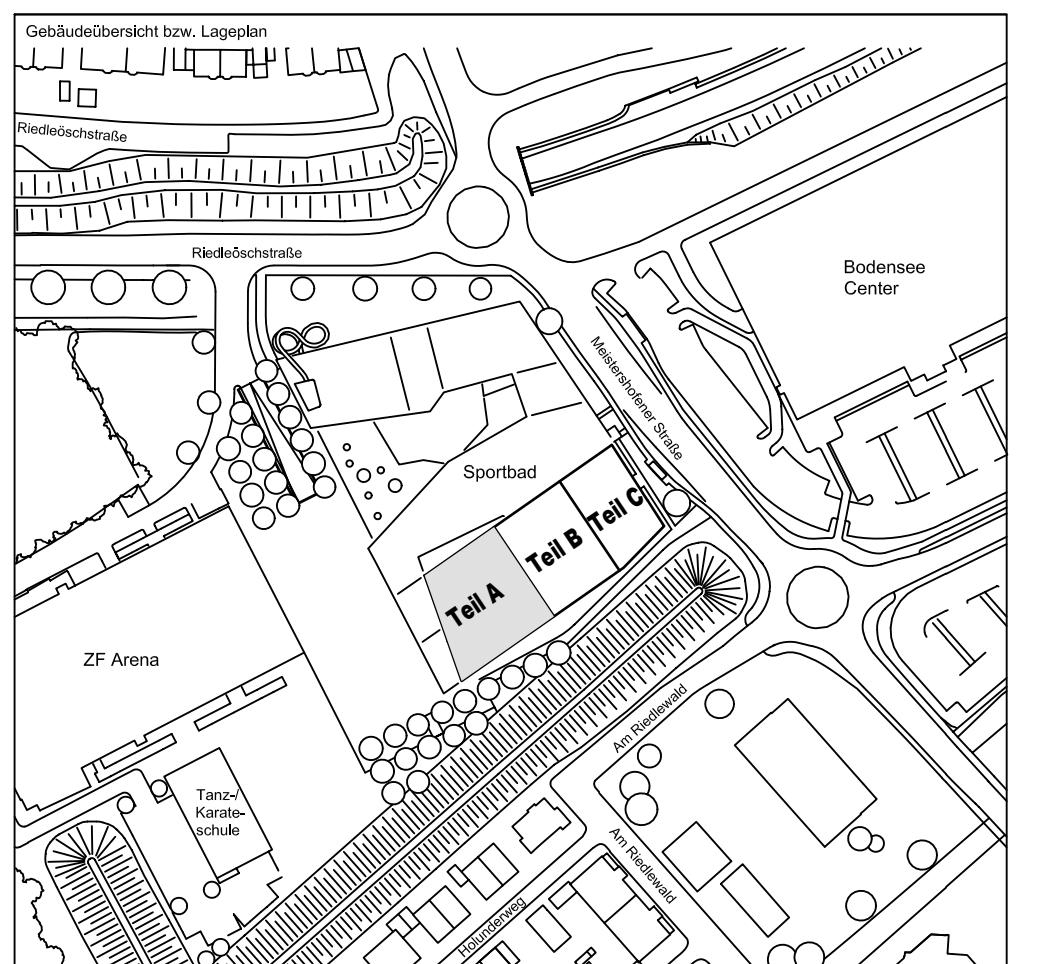 Gebäudeübersicht bzw. Lageplan
Riedleöschstraße
Riedleöschstraße
Bodensee
Center
Meistershofener Straße
Sportbad
Teil C
Teil B
Teil A
ZF Arena
Am Riedlewald
Tanz-/
Karate-
schule
Am Riedlewald
Holunderweg